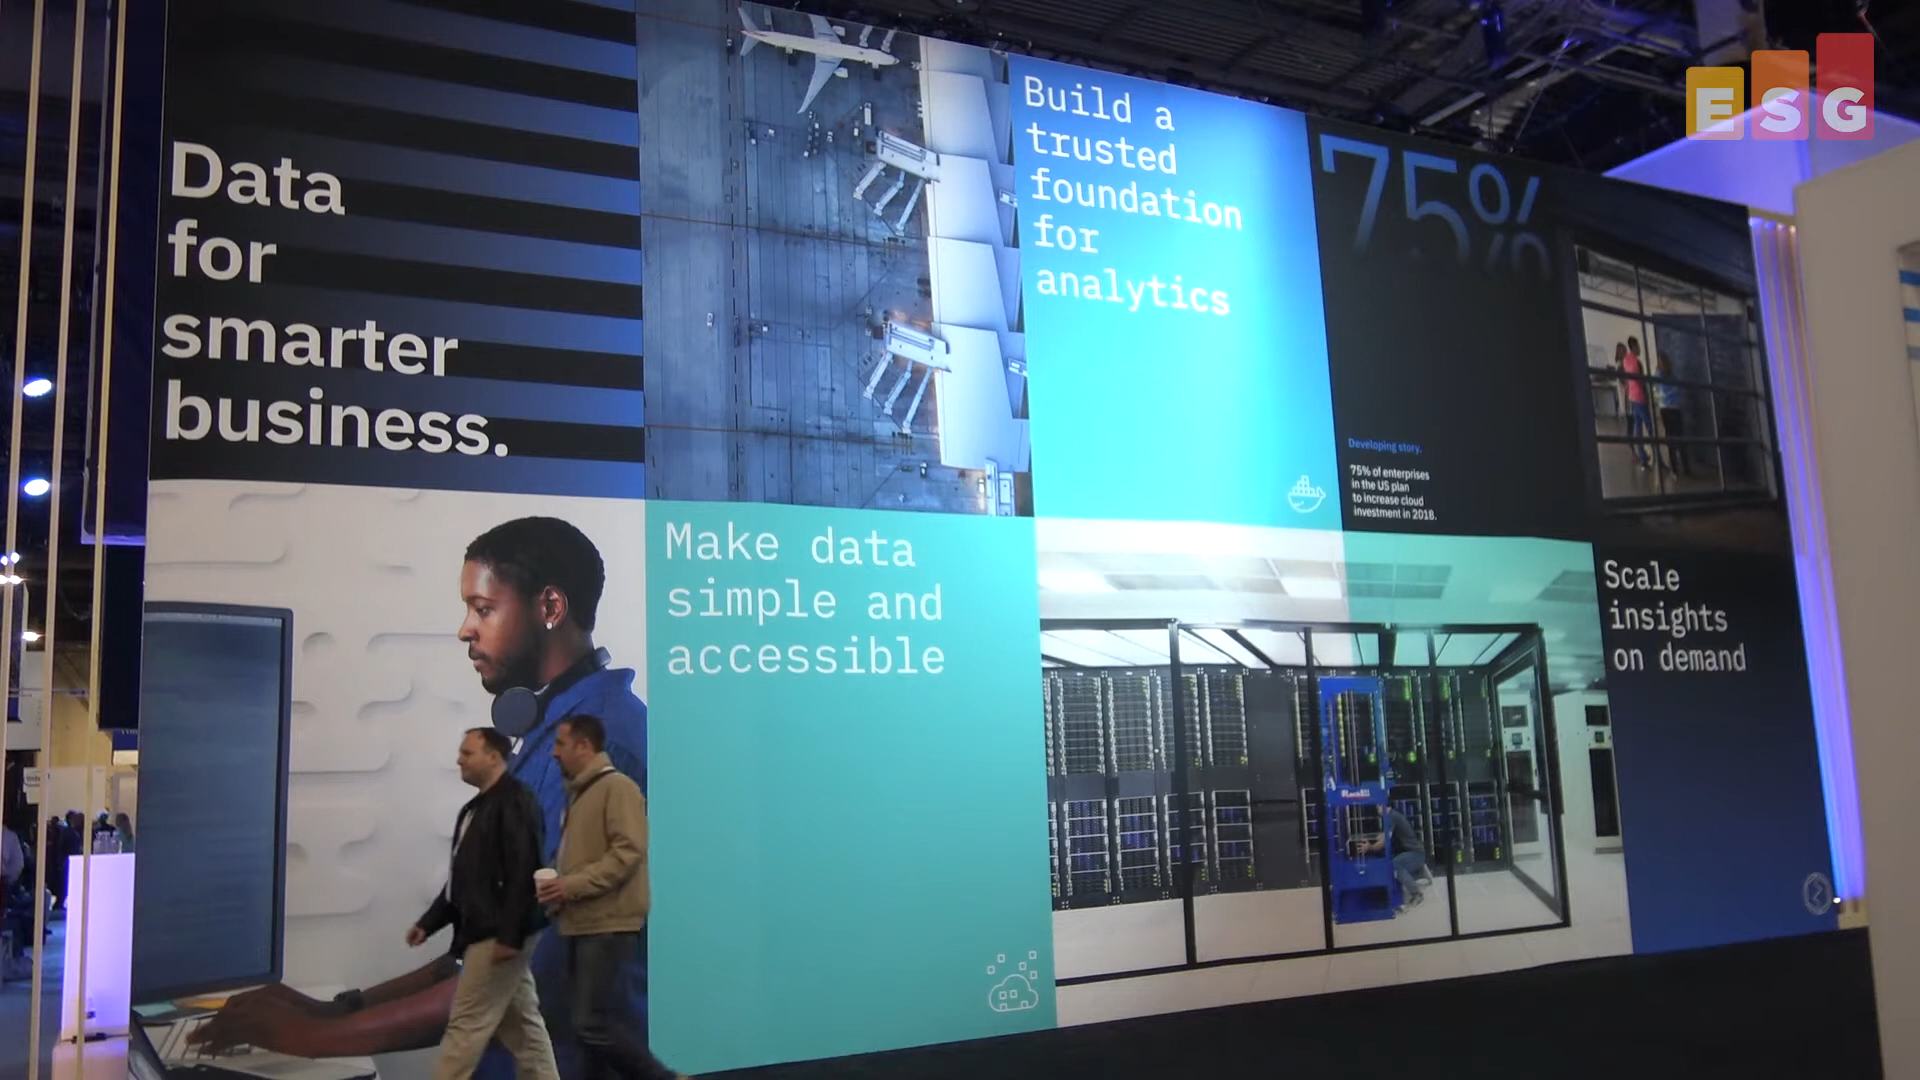 ESG
Data
for
smarter
business.
Build a
trusted
foundation
for
analytics
75%
Developing story.
75% of enterprises
in the US plan
to increase cloud
investment in 2018.
Make data
simple and
accessible
Scale
insights
on demand